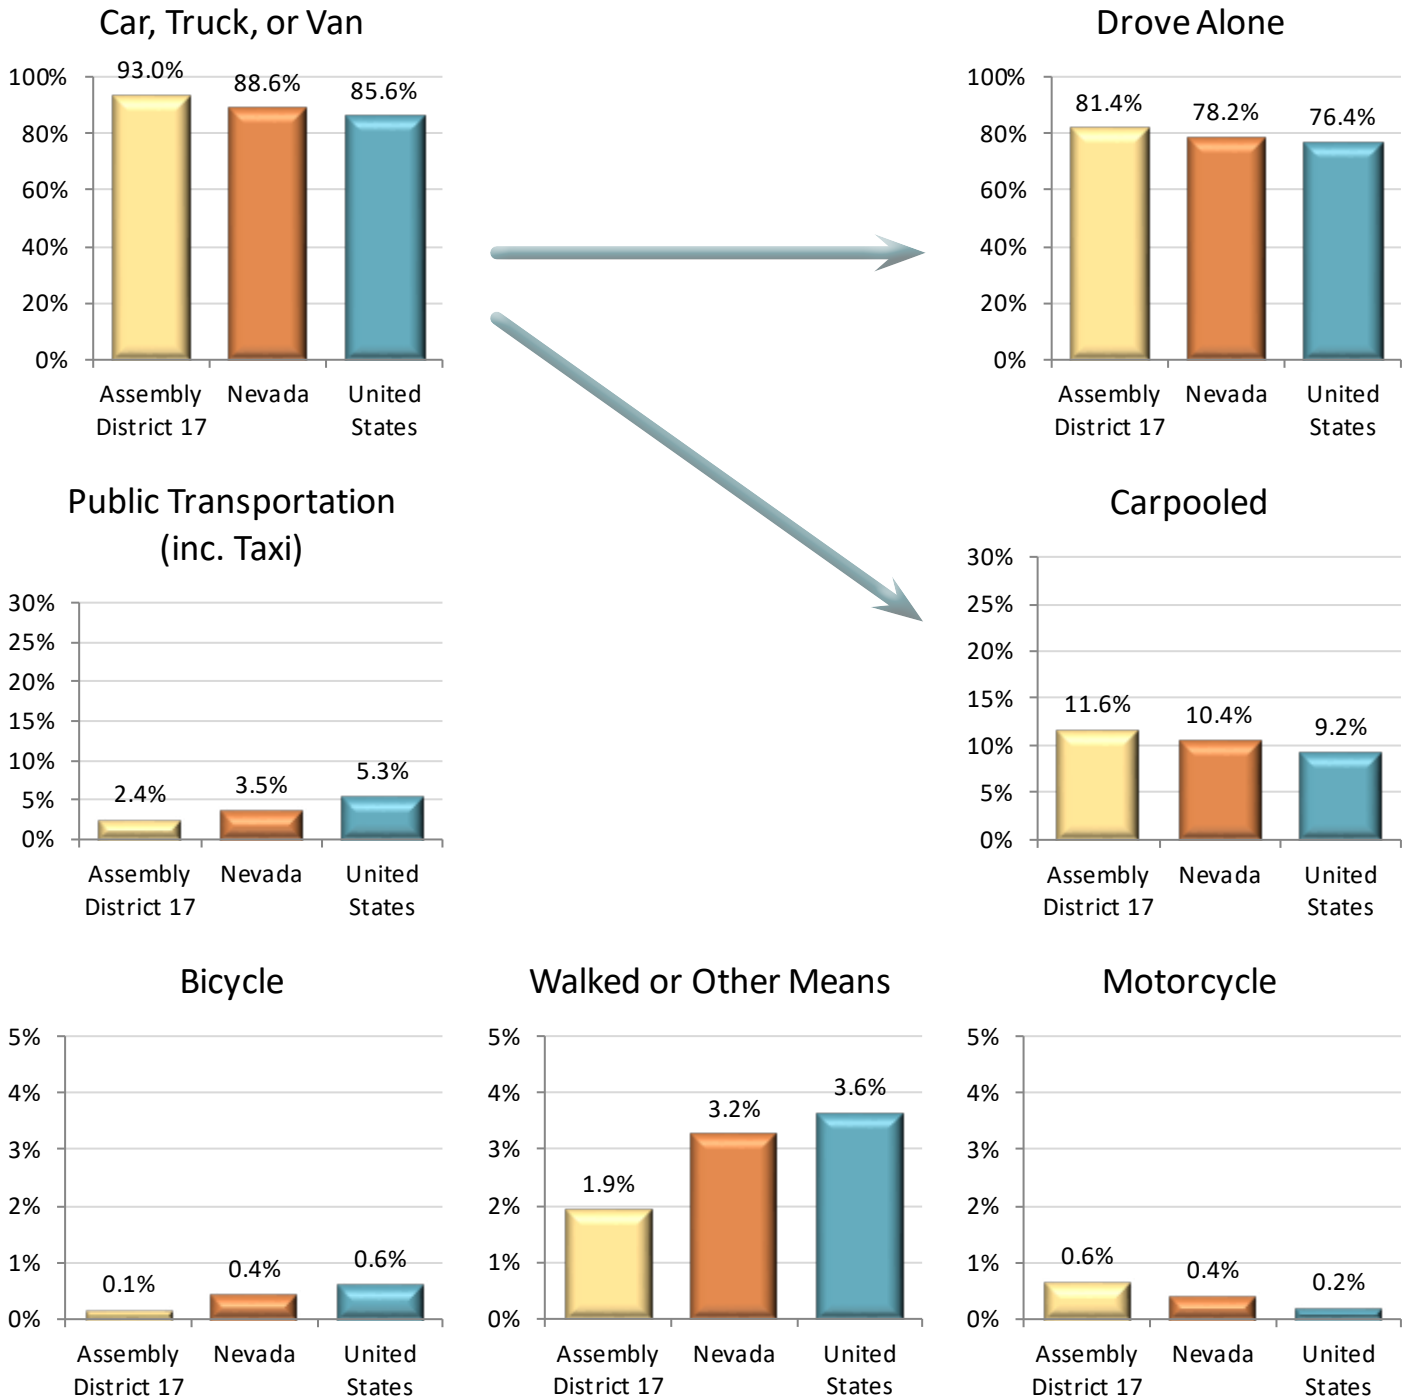 Car, Truck, or Van
100%
80%
60%
40%
20%
0%
93.0%
88.6%
85.6%
Assembly
District 17
Nevada
United
States
Drove Alone
100%
80%
60%
40%
20%
0%
81.4%
78.2%
76.4%
Assembly
District 17
Nevada
United
States
Public Transportation
(inc. Taxi)
30%
25%
20%
15%
10%
5%
0%
2.4%
3.5%
5.3%
Assembly
District 17
Nevada
United
States
Carpooled
30%
25%
20%
15%
10%
5%
0%
11.6%
10.4%
9.2%
Assembly
District 17
Nevada
United
States
Bicycle
5%
4%
3%
2%
1%
0%
0.1%
0.4%
0.6%
Assembly
District 17
Nevada
United
States
Walked or Other Means
5%
4%
3%
2%
1%
0%
1.9%
3.2%
3.6%
Assembly
District 17
Nevada
United
States
Motorcycle
5%
4%
3%
2%
1%
0%
0.6%
0.4%
0.2%
Assembly
District 17
Nevada
United
States